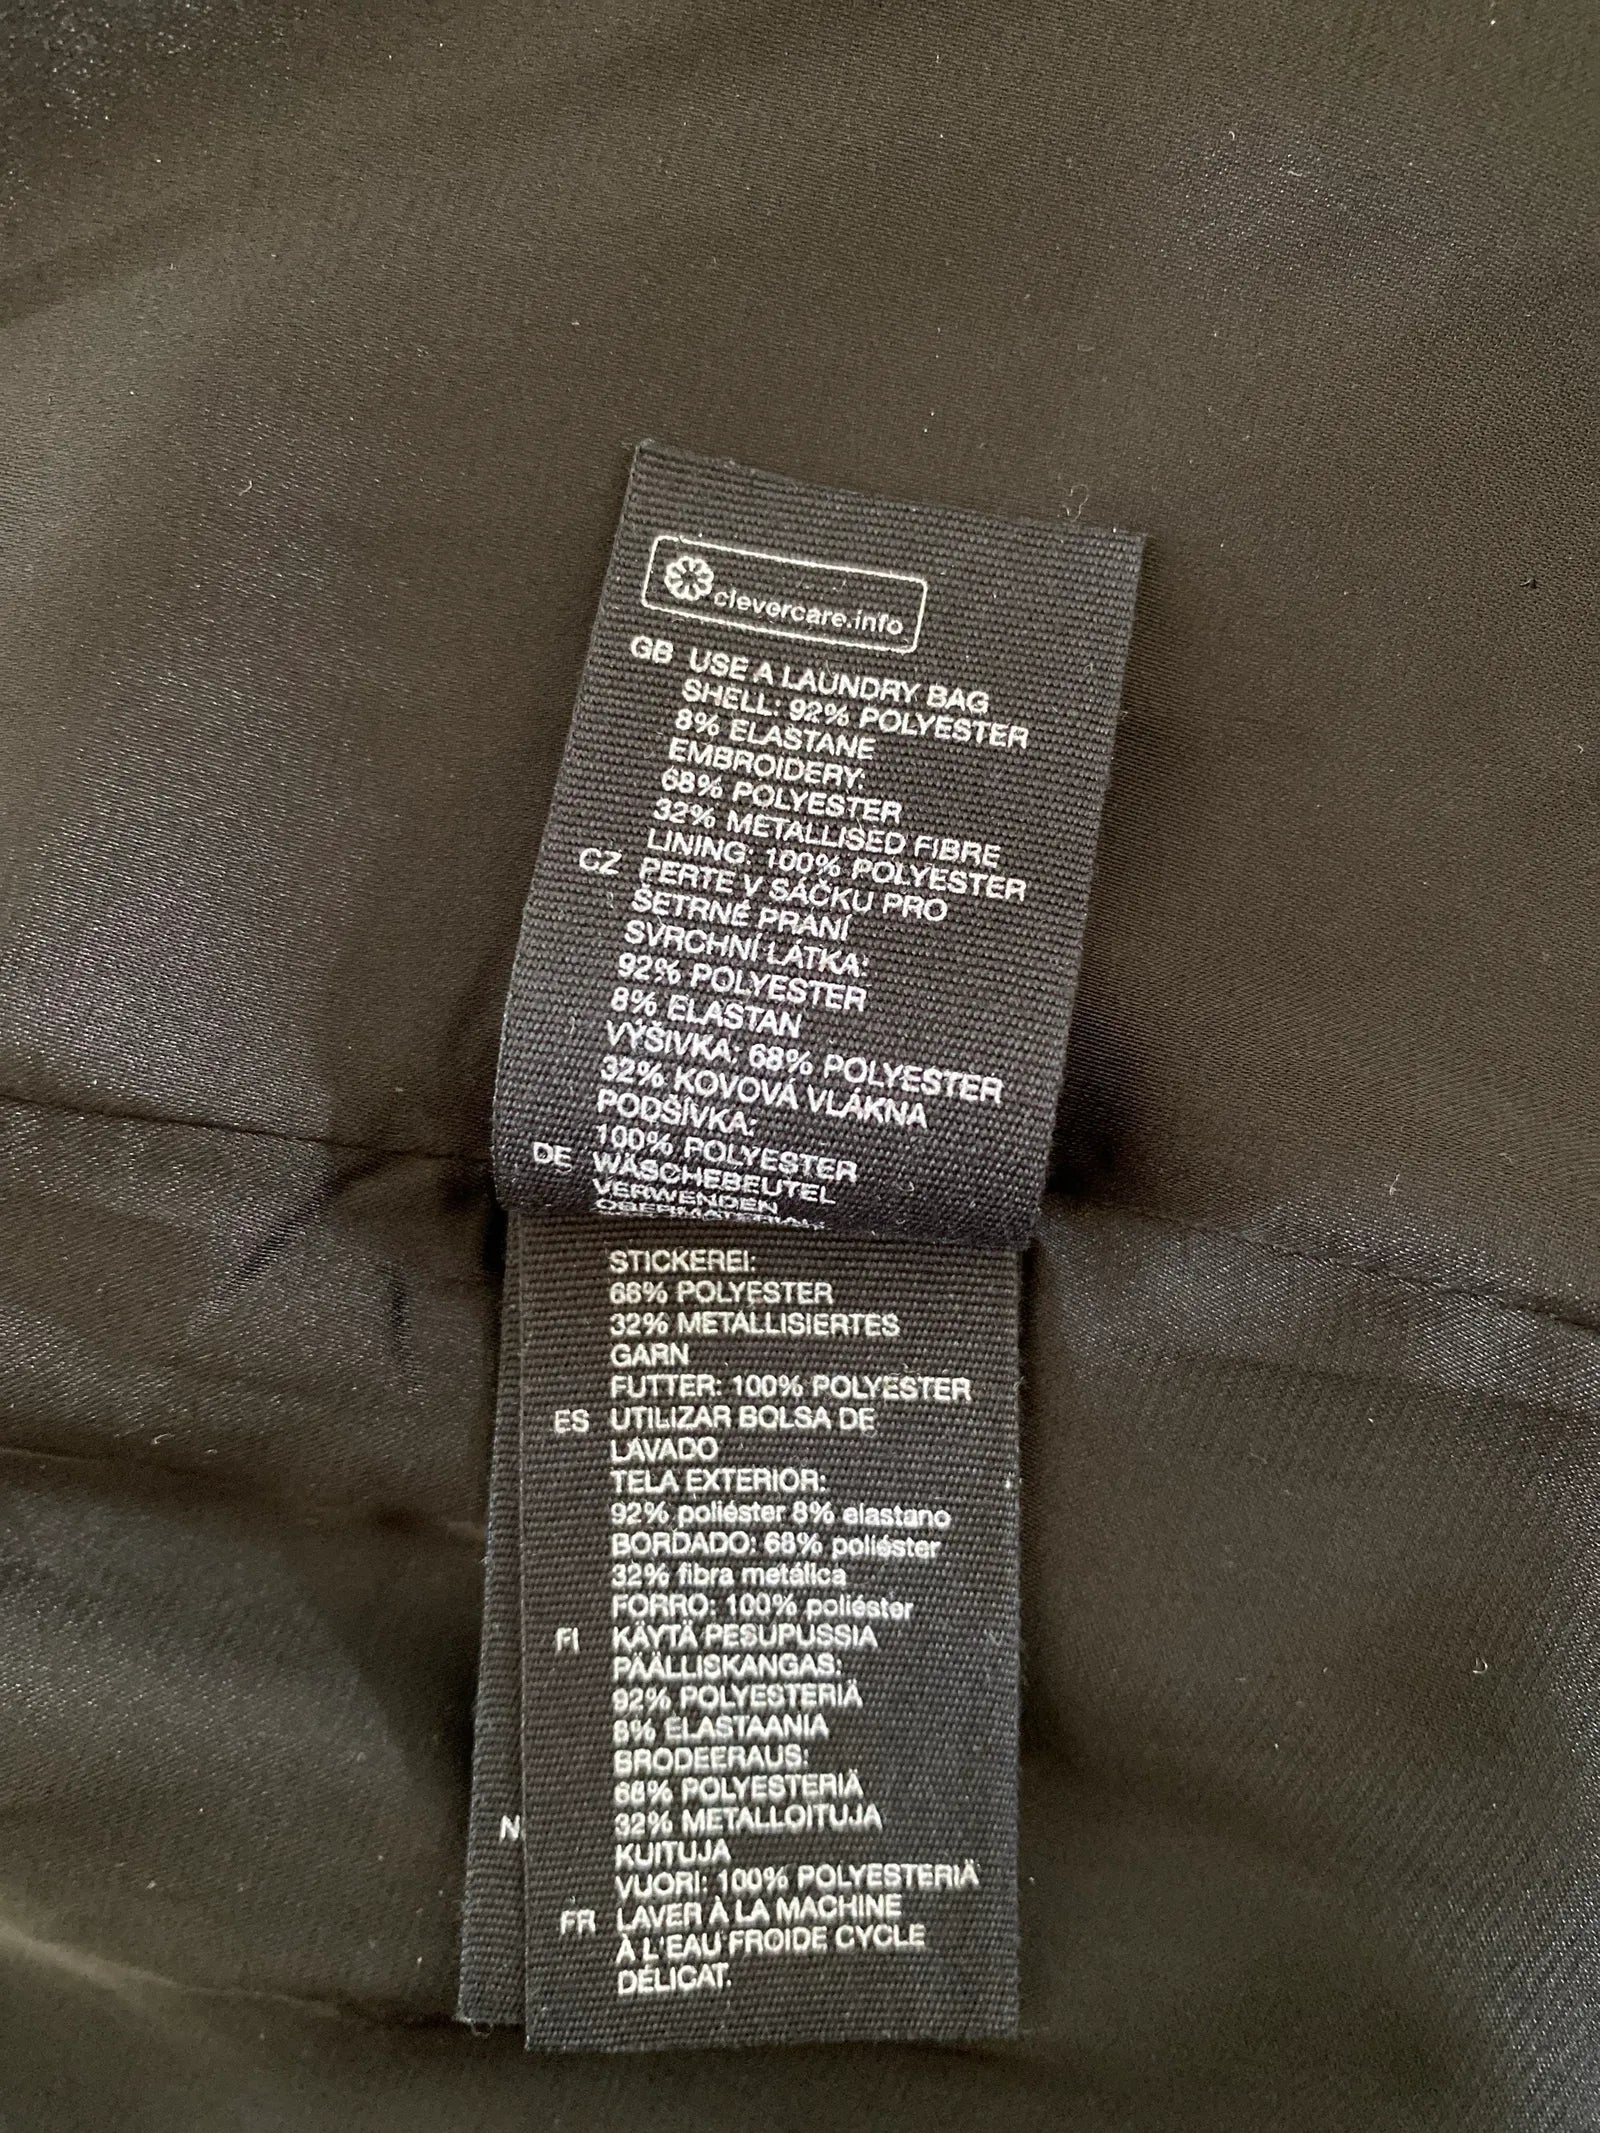 clevercare.info
GB USE A LAUNDRY BAG
SHELL: 92% POLYESTER
8% ELASTANE
EMBROIDERY:
68% POLYESTER
32% METALLISED FIBRE
LINING: 100% POLYESTER
CZ PERTE V SÁČKU PRO
ŠETRNÉ PRANÍ
SVRCHNÍ LÁTKA:
92% POLYESTER
8% ELASTAN
VÝŠIVKA: 68% POLYESTER
32% KOVOVÁ VLÁKNA
PODŠÍVKA:
100% POLYESTER
DE WÄSCHEBEUTEL
VERWENDEN
OBERMATERIAL:
STICKEREI:
68% POLYESTER
32% METALLISIERTES
GARN
FUTTER: 100% POLYESTER
ES UTILIZAR BOLSA DE
LAVADO
TELA EXTERIOR:
92% poliéster 8% elastano
BORDADO: 68% poliéster
32% fibra metálica
FORRO: 100% poliéster
FI KÄYTÄ PESUPUSSIA
PÄÄLLISKANGAS:
92% POLYESTERIÄ
8% ELASTAANIA
BRODEERAUS:
68% POLYESTERIÄ
32% METALLOITUJA
KUITUJA
VUORI: 100% POLYESTERIÄ
FR LAVER À LA MACHINE
À L'EAU FROIDE CYCLE
DÉLICAT.